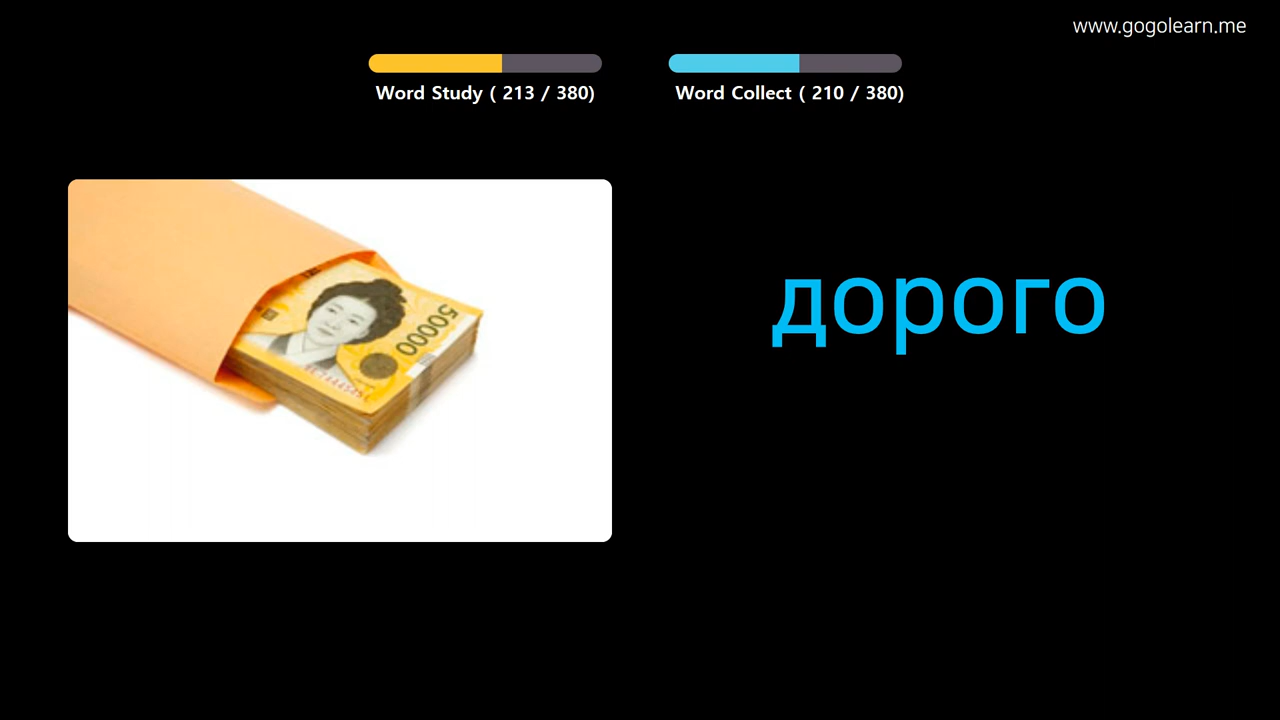 www.gogolearn.me
Word Study ( 213 / 380)
Word Collect ( 210 / 380)
дорого
50000